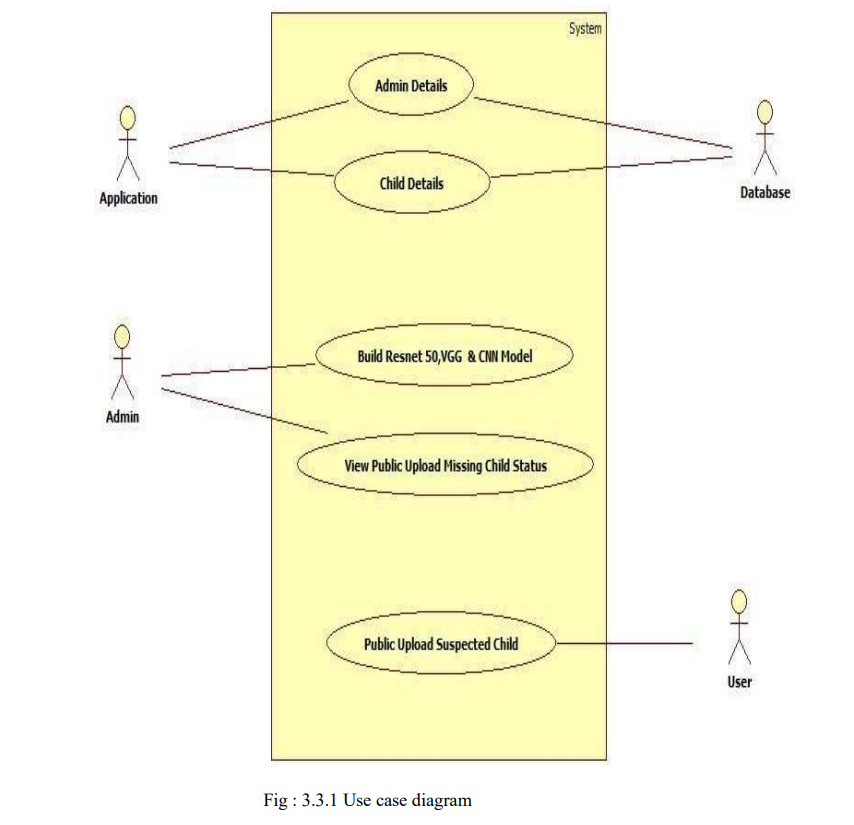 System
Admin Details
Application
Child Details
Database
Build Resnet 50,VGG & CNN Model
Admin
View Public Upload Missing Child Status
Public Upload Suspected Child
User
Fig : 3.3.1 Use case diagram